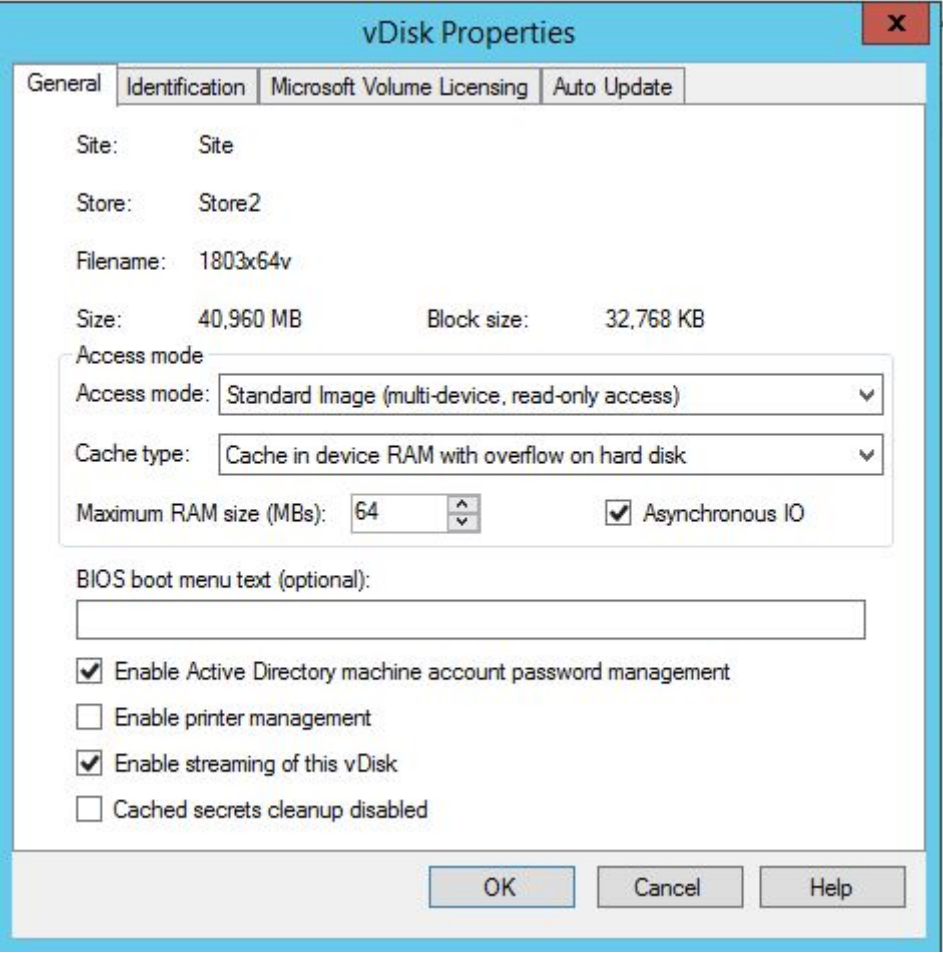 vDisk Properties
x
General Identification Microsoft Volume Licensing Auto Update
Site: Site
Store: Store2
Filename: 1803x64v
Size: 40,960 MB Block size: 32,768 KB
Access mode
Access mode: Standard Image (multi-device, read-only access)
Cache type: Cache in device RAM with overflow on hard disk
Maximum RAM size (MBs): 64 Asynchronous IO
BIOS boot menu text (optional):
Enable Active Directory machine account password management
Enable printer management
Enable streaming of this vDisk
Cached secrets cleanup disabled
OK Cancel Help